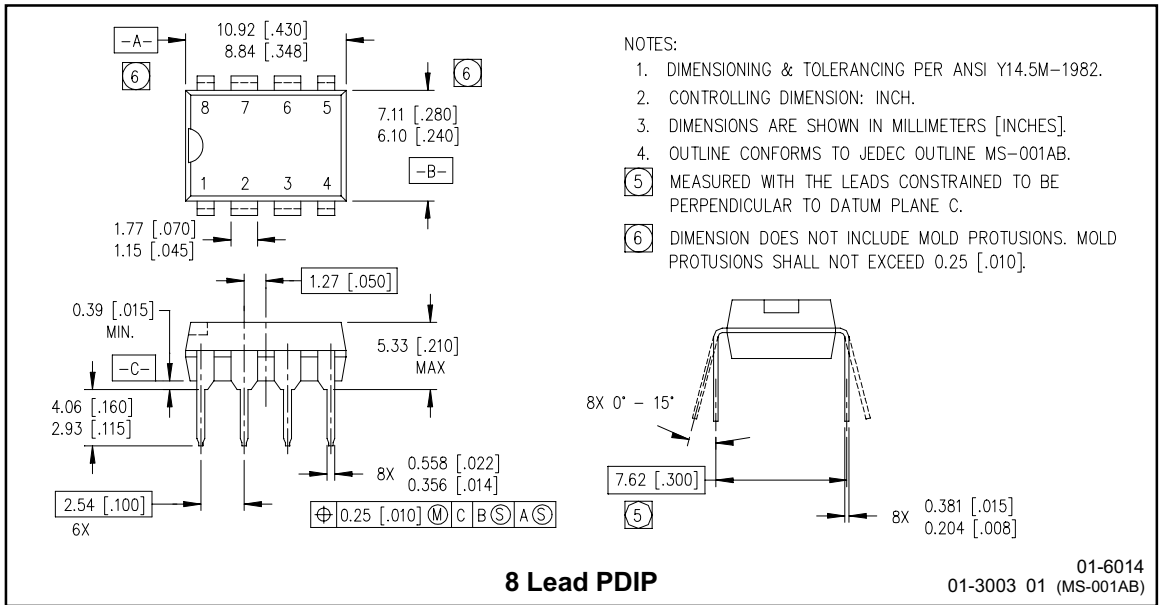 -A-
10.92 [.430]
8.84 [.348]
6
6
8 7 6 5
1 2 3 4
7.11 [.280]
6.10 [.240]
-B-
1.77 [.070]
1.15 [.045]
1.27 [.050]
0.39 [.015]
MIN.
-C-
5.33 [.210]
MAX
4.06 [.160]
2.93 [.115]
2.54 [.100]
6X
8X 0.558 [.022]
0.356 [.014]
⌖ 0.25 [.010] Ⓜ C B Ⓢ A Ⓢ
NOTES:
1. DIMENSIONING & TOLERANCING PER ANSI Y14.5M-1982.
2. CONTROLLING DIMENSION: INCH.
3. DIMENSIONS ARE SHOWN IN MILLIMETERS [INCHES].
4. OUTLINE CONFORMS TO JEDEC OUTLINE MS-001AB.
5 MEASURED WITH THE LEADS CONSTRAINED TO BE
PERPENDICULAR TO DATUM PLANE C.
6 DIMENSION DOES NOT INCLUDE MOLD PROTUSIONS. MOLD
PROTUSIONS SHALL NOT EXCEED 0.25 [.010].
8X 0° - 15°
7.62 [.300]
5
8X 0.381 [.015]
0.204 [.008]
8 Lead PDIP
01-6014
01-3003 01 (MS-001AB)